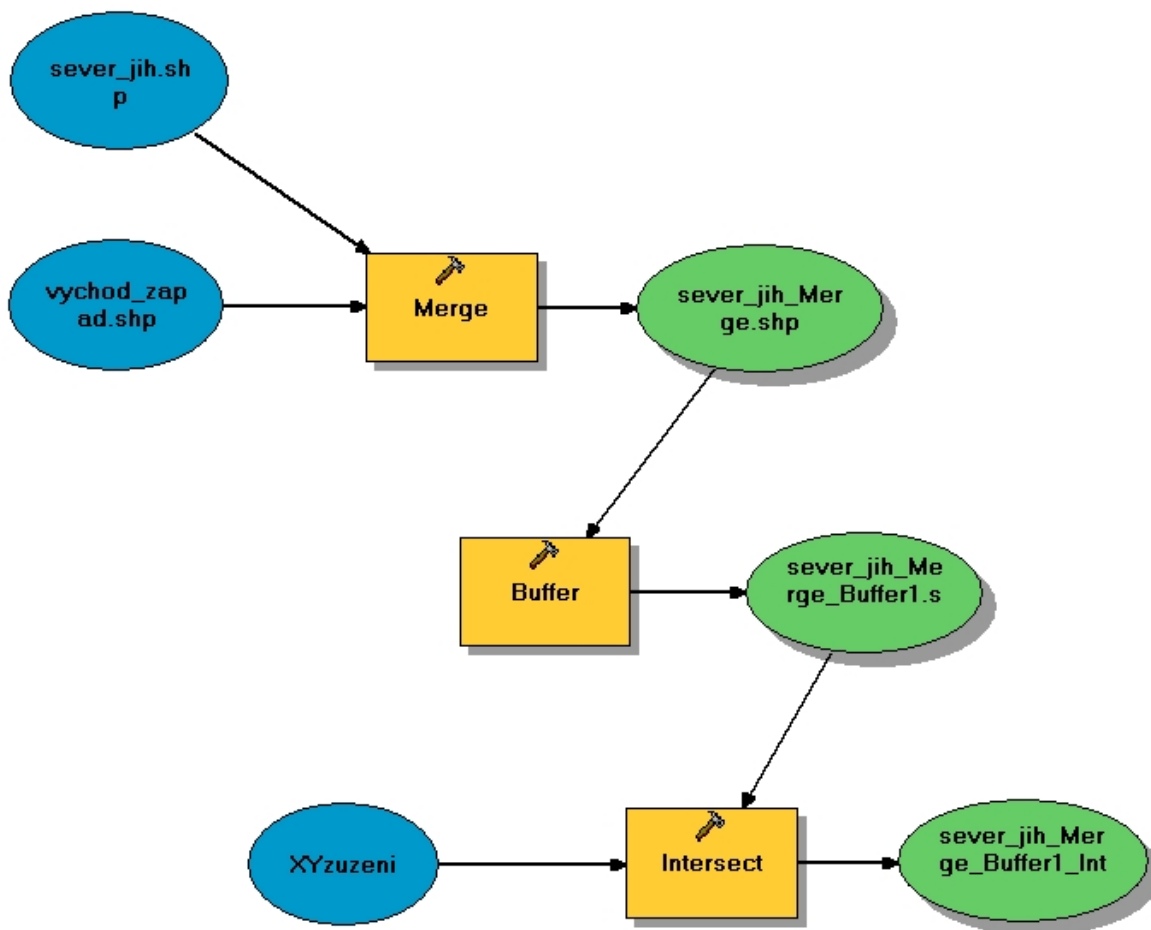 sever_jih.sh
p
vychod_zap
ad.shp
Merge
sever_jih_Mer
ge.shp
Buffer
sever_jih_Me
rge_Buffer1.s
XYzuzeni
Intersect
sever_jih_Mer
ge_Buffer1_Int